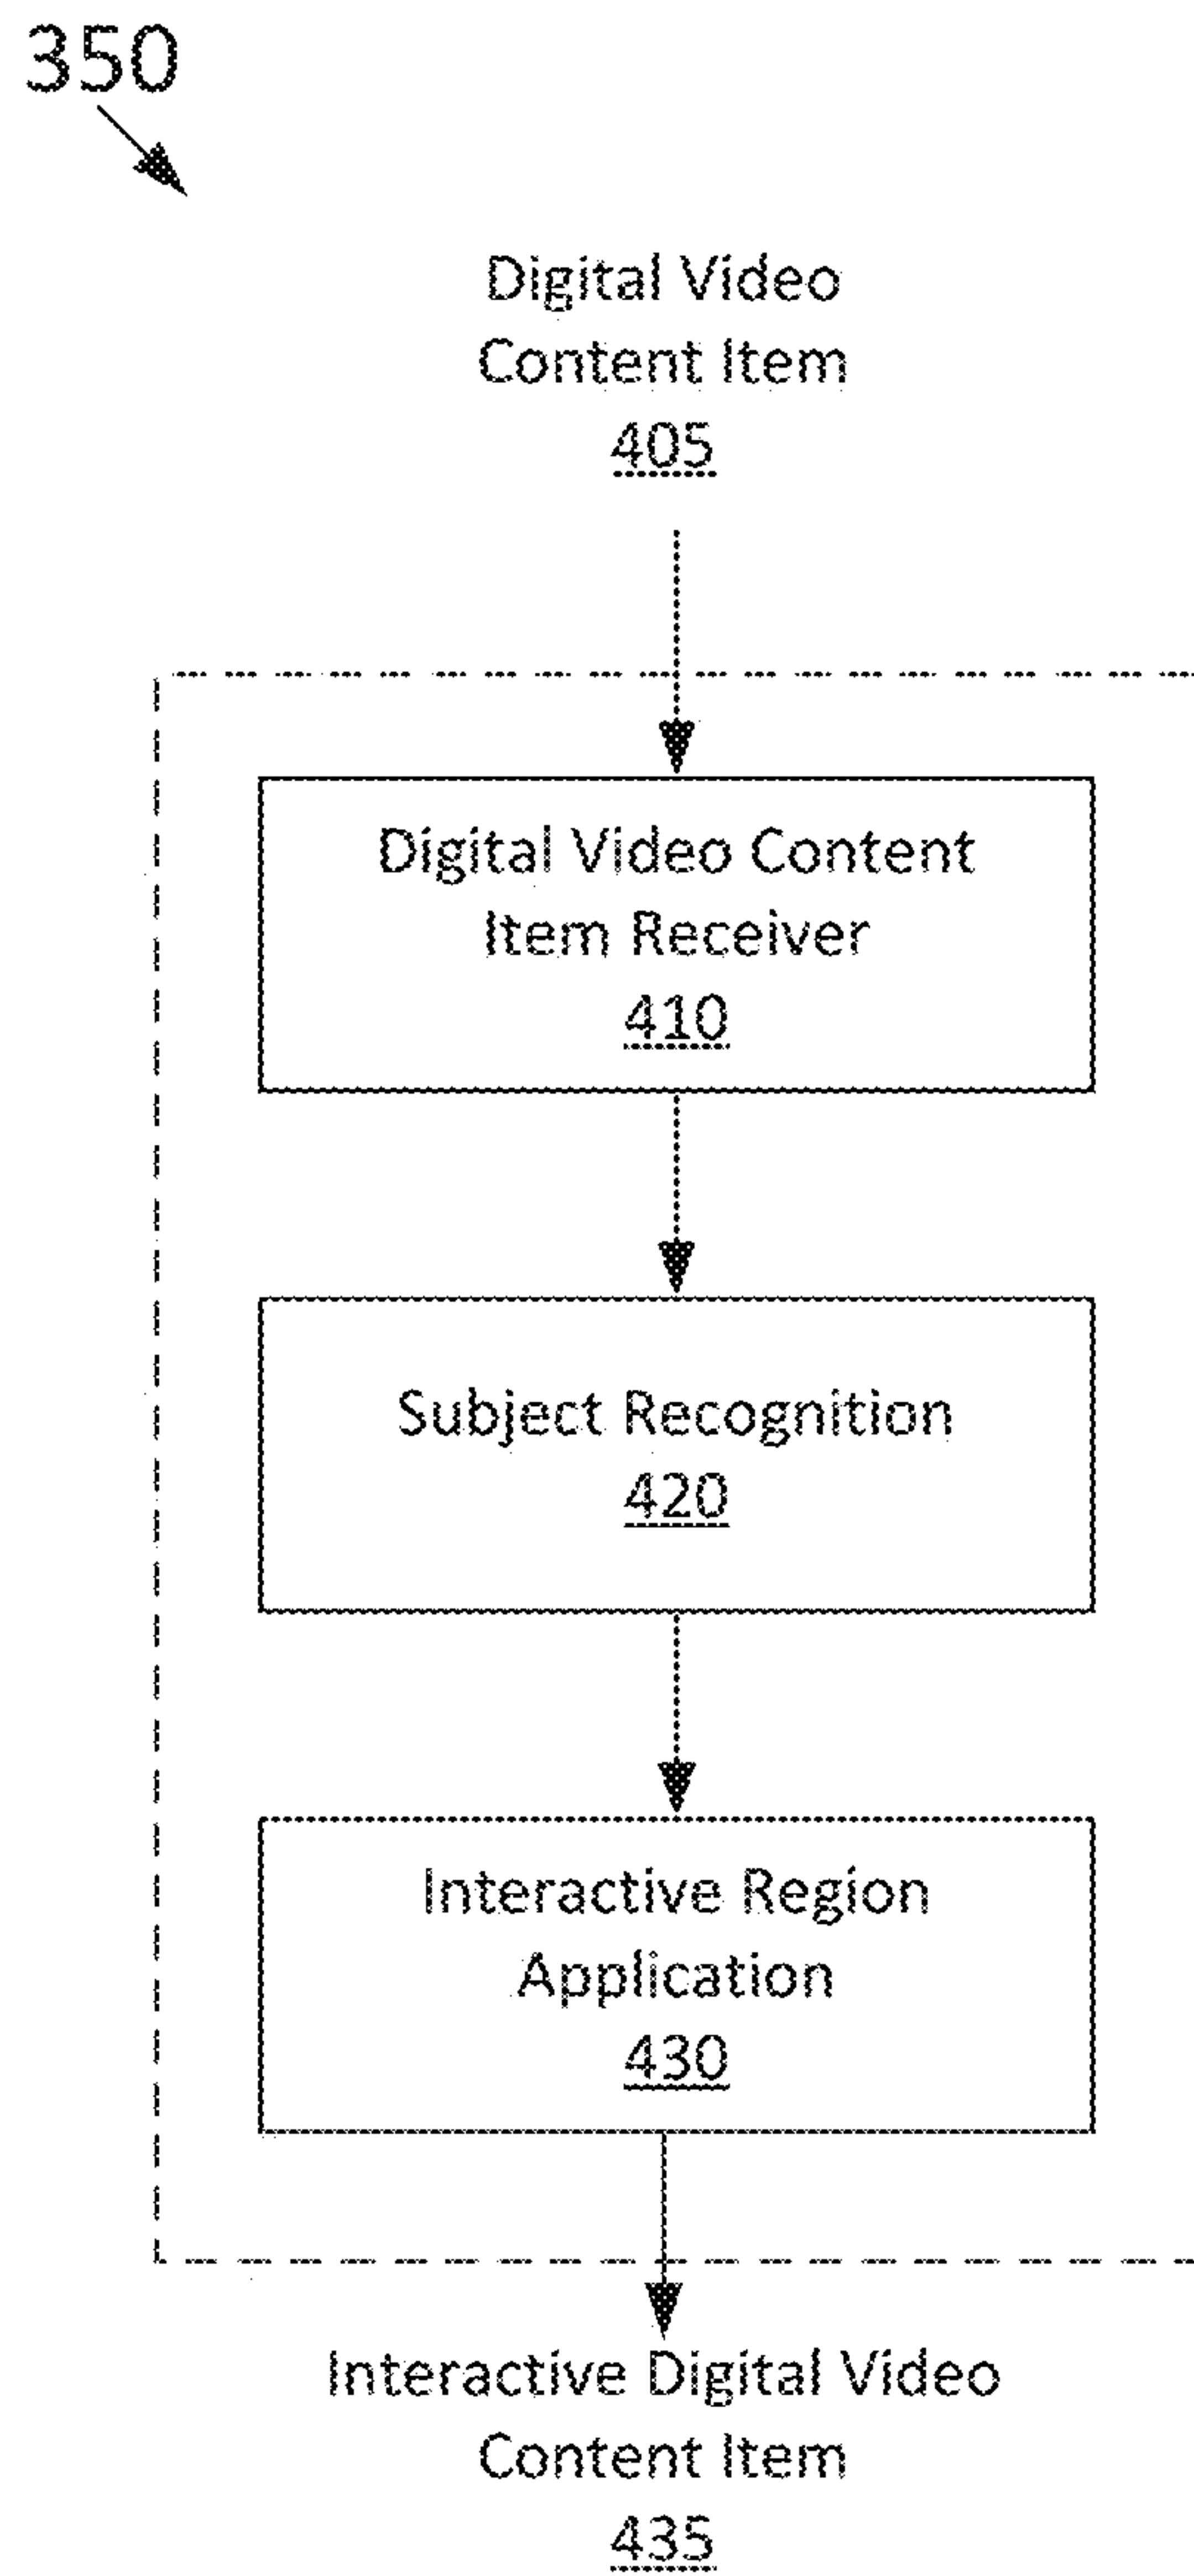 350
Digital Video
Content Item
405
Digital Video Content
Item Receiver
410
Subject Recognition
420
Interactive Region
Application
430
Interactive Digital Video
Content Item
435